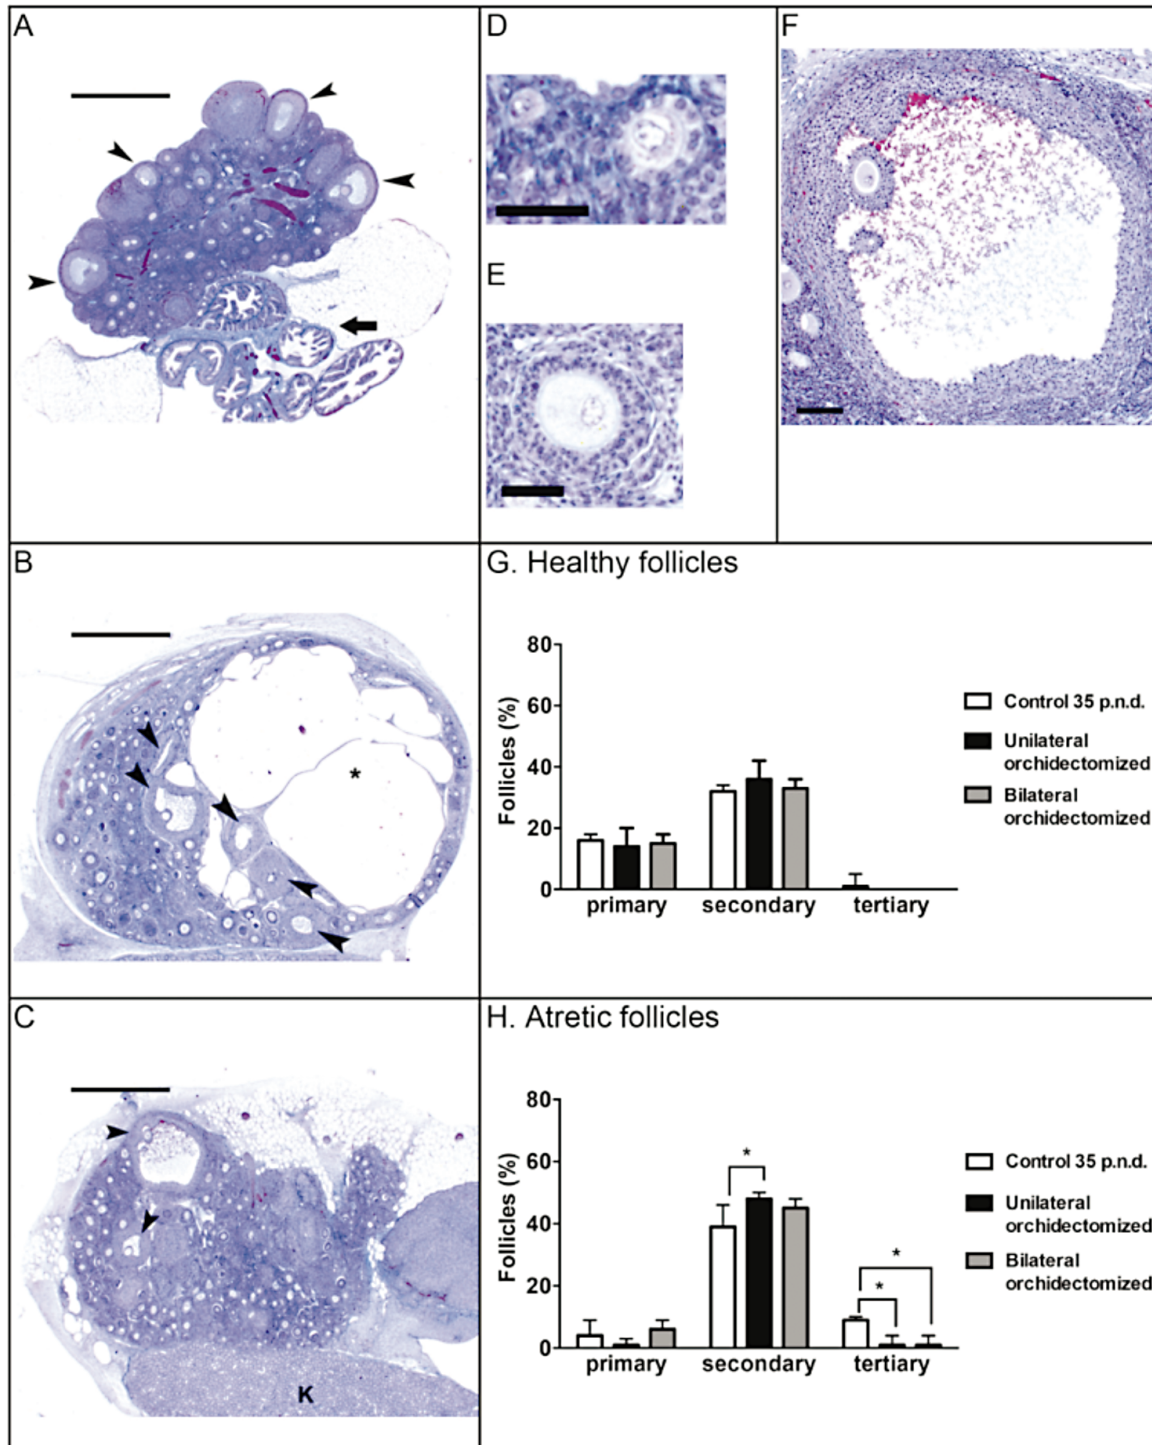 A
D
F
E
B
*
C
K
G. Healthy follicles
80
60
40
20
0
Follicles (%)
primary secondary tertiary
Control 35 p.n.d.
Unilateral
orchidectomized
Bilateral
orchidectomized
H. Atretic follicles
80
60
40
20
0
Follicles (%)
*
*
*
primary secondary tertiary
Control 35 p.n.d.
Unilateral
orchidectomized
Bilateral
orchidectomized